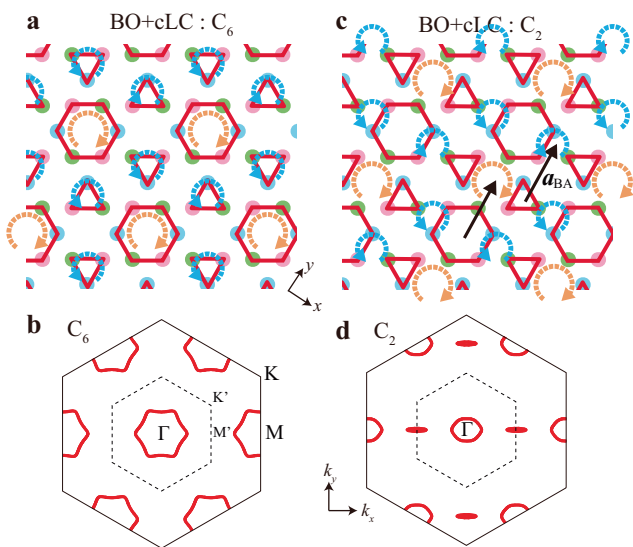 a BO+cLC : C6
c BO+cLC : C2
aBA
y
x
b C6
K
K'
M'
Γ
M
d C2
Γ
ky
kx